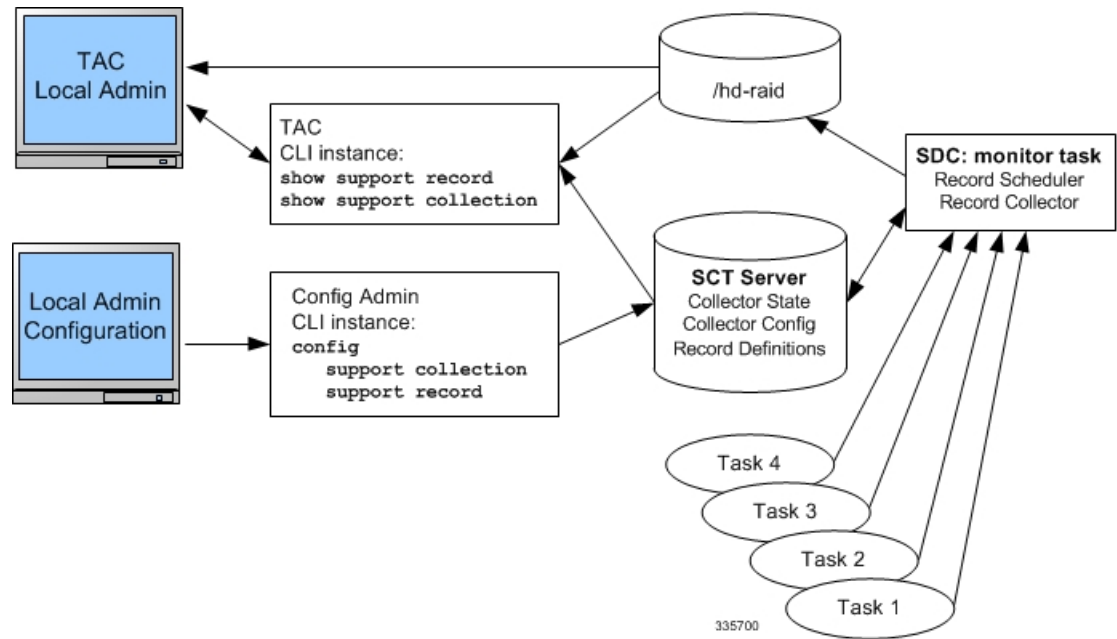 TAC
Local Admin
/hd-raid
TAC
CLI instance:
show support record
show support collection
SDC: monitor task
Record Scheduler
Record Collector
Local Admin
Configuration
Config Admin
CLI instance:
config
support collection
support record
SCT Server
Collector State
Collector Config
Record Definitions
Task 4
Task 3
Task 2
Task 1
335700